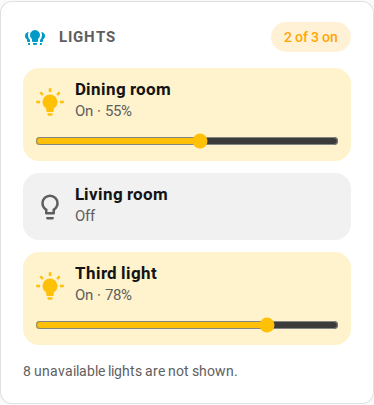 LIGHTS
2 of 3 on
Dining room
On · 55%
Living room
Off
Third light
On · 78%
8 unavailable lights are not shown.